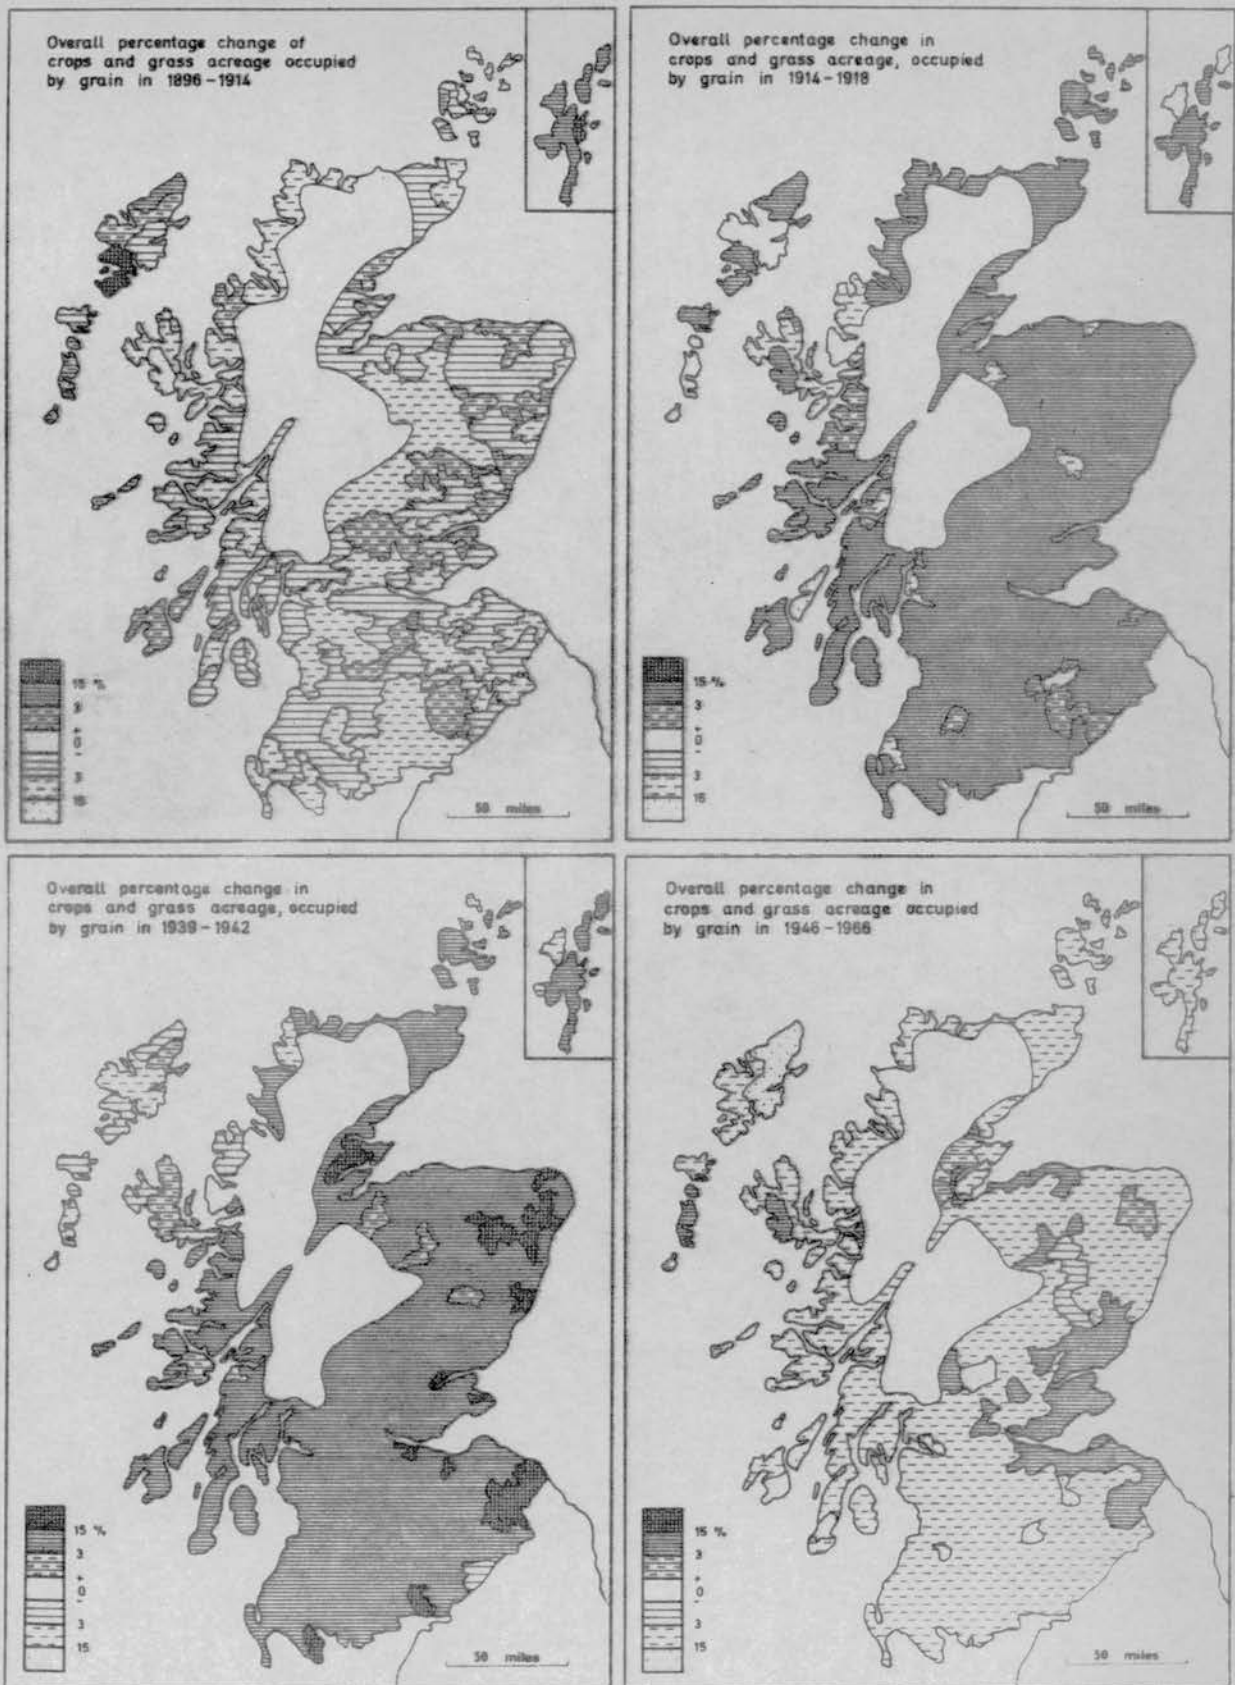 Overall percentage change of
crops and grass acreage occupied
by grain in 1896-1914
15 %
3
+
0
-
3
15
50 miles
Overall percentage change in
crops and grass acreage, occupied
by grain in 1914-1918
15 %
3
+
0
-
3
15
50 miles
Overall percentage change in
crops and grass acreage, occupied
by grain in 1939-1942
15 %
3
+
0
-
3
15
50 miles
Overall percentage change in
crops and grass acreage occupied
by grain in 1946-1966
15 %
3
+
0
-
3
15
50 miles